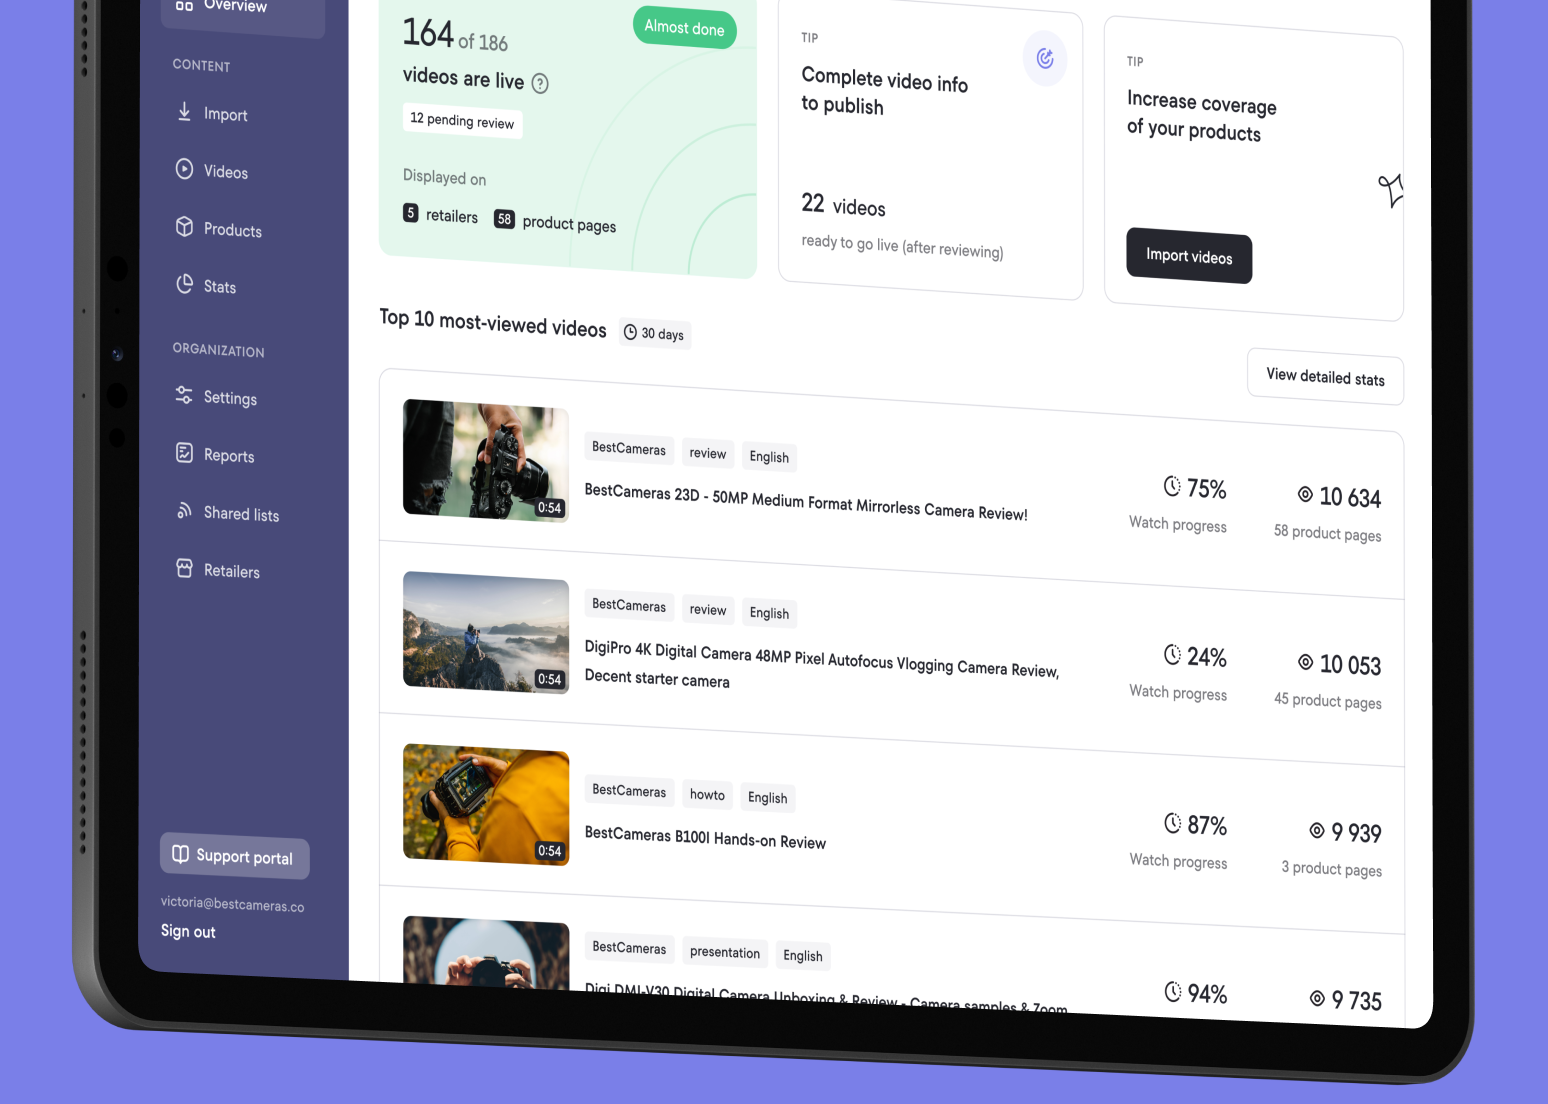 Overview
CONTENT
Import
Videos
Products
Stats
ORGANIZATION
Settings
Reports
Shared lists
Retailers
Support portal
victoria@bestcameras.co
Sign out
164 of 186
Almost done
videos are live ?
12 pending review
Displayed on
5 retailers 58 product pages
TIP
Complete video info
to publish
22 videos
ready to go live (after reviewing)
TIP
Increase coverage
of your products
Import videos
Top 10 most-viewed videos 30 days
View detailed stats
0:54
BestCameras review English
BestCameras 23D - 50MP Medium Format Mirrorless Camera Review!
75%
Watch progress
10 634
58 product pages
0:54
BestCameras review English
DigiPro 4K Digital Camera 48MP Pixel Autofocus Vlogging Camera Review,
Decent starter camera
24%
Watch progress
10 053
45 product pages
0:54
BestCameras howto English
BestCameras B100I Hands-on Review
87%
Watch progress
9 939
3 product pages
BestCameras presentation English
Digi DMI-V30 Digital Camera Unboxing & Review - Camera samples & Zoom
94%
9 735